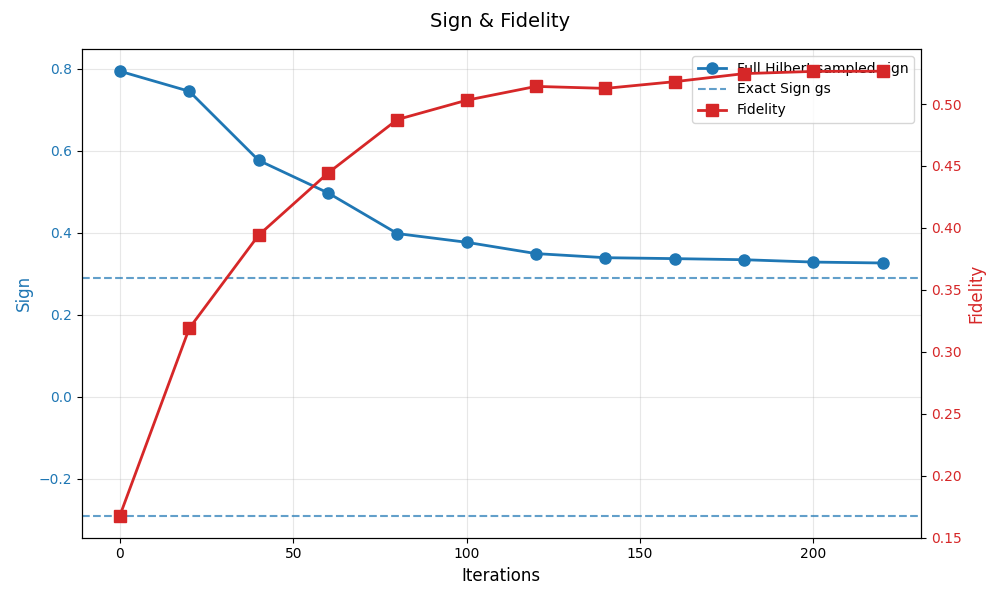 Sign & Fidelity
Full Hilbert sampled sign
Exact Sign gs
Fidelity
0.8
0.6
0.4
0.2
0.0
−0.2
Sign
0.50
0.45
0.40
0.35
0.30
0.25
0.20
0.15
Fidelity
0
50
100
150
200
Iterations